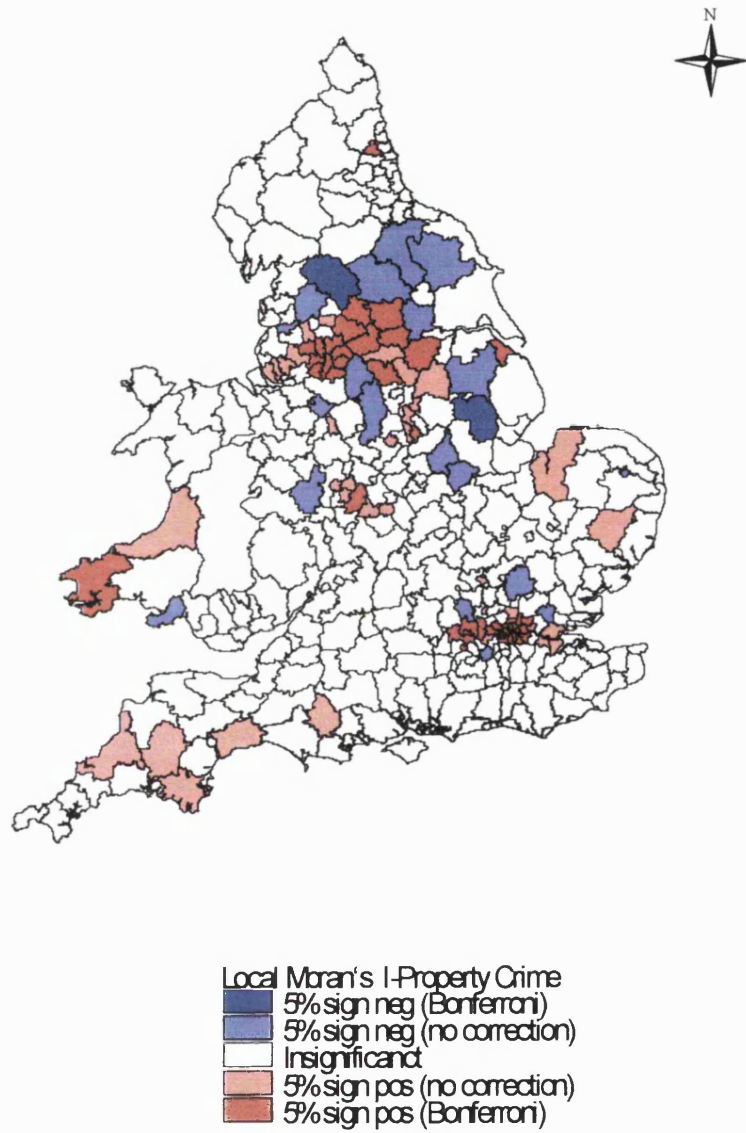 N
Local Moran's I-Property Crime
5% sign neg (Bonferroni)
5% sign neg (no correction)
Insignificanct
5% sign pos (no correction)
5% sign pos (Bonferroni)